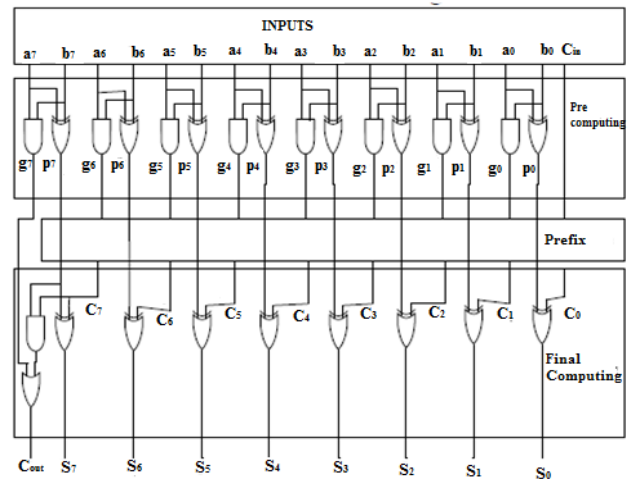 INPUTS
a7 b7 a6 b6 a5 b5 a4 b4 a3 b3 a2 b2 a1 b1 a0 b0 Cin
Pre
computing
g7 p7 g6 p6 g5 p5 g4 p4 g3 p3 g2 p2 g1 p1 g0 p0
Prefix
C7 C6 C5 C4 C3 C2 C1 C0
Final
Computing
Cout S7 S6 S5 S4 S3 S2 S1 S0